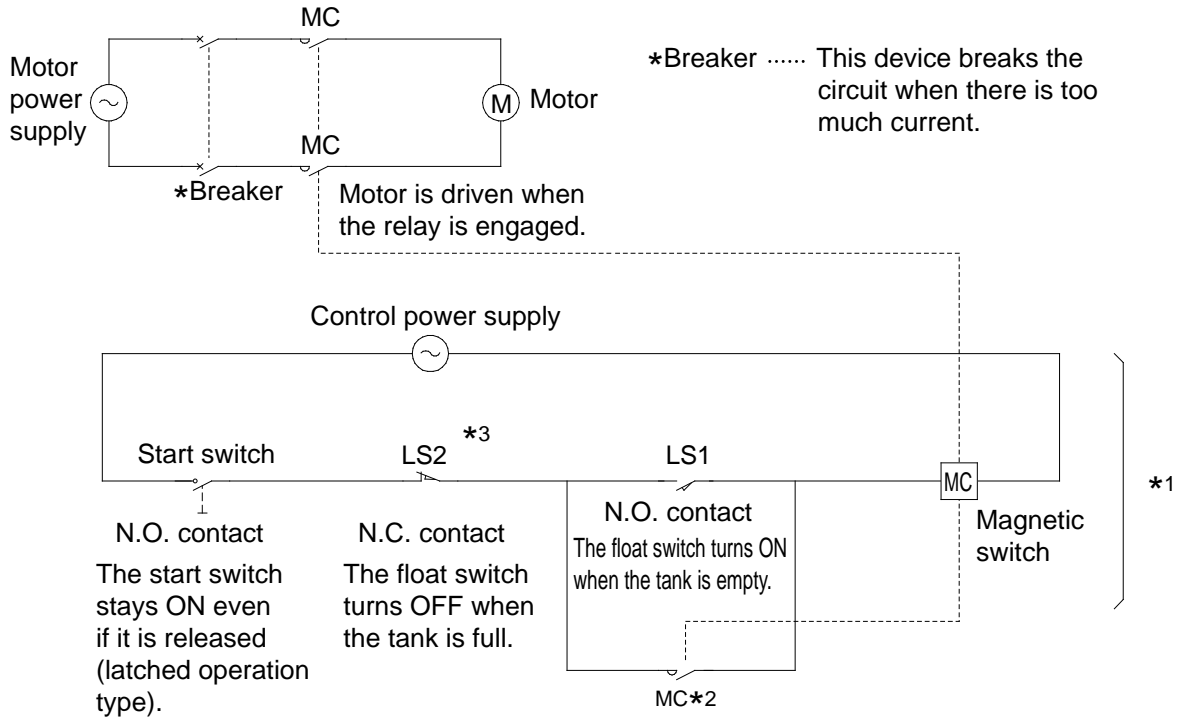 MC
Motor
power
supply
M
Motor
MC
*Breaker
Motor is driven when
the relay is engaged.
*Breaker ...... This device breaks the
circuit when there is too
much current.
Control power supply
Start switch
LS2
*3
LS1
MC
*1
N.O. contact
The start switch
stays ON even
if it is released
(latched operation
type).
N.C. contact
The float switch
turns OFF when
the tank is full.
N.O. contact
The float switch turns ON
when the tank is empty.
Magnetic
switch
MC*2